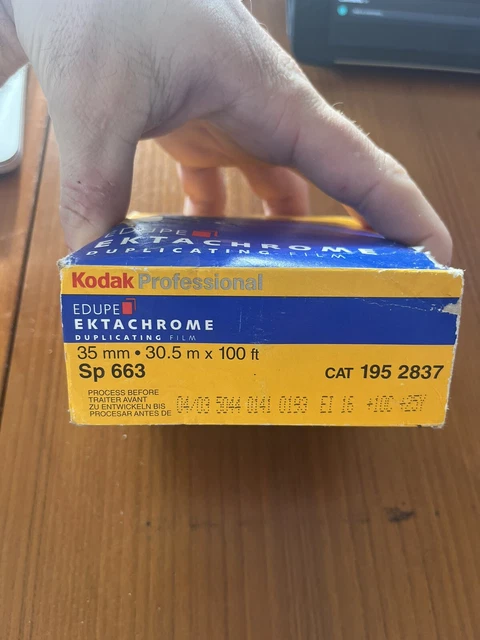 EDUPE
EKTACHROME
DUPLICATING FILM
Kodak Professional
EDUPE
EKTACHROME
DUPLICATING FILM
35 mm • 30.5 m x 100 ft
Sp 663
CAT 195 2837
PROCESS BEFORE
TRAITER AVANT
ZU ENTWICKELN BIS
PROCESAR ANTES DE
04/03 5044 0141 0193 EI 16 +10C +25Y